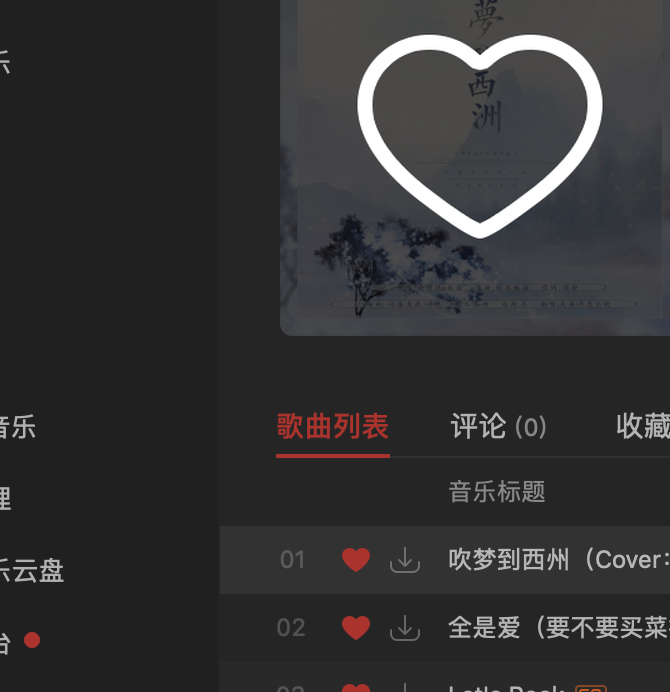 乐
夢
西
洲
音乐
歌曲列表 评论 (0) 收藏
理
音乐标题
01 吹梦到西州（Cover：
乐云盘
02 全是爱（要不要买菜
台